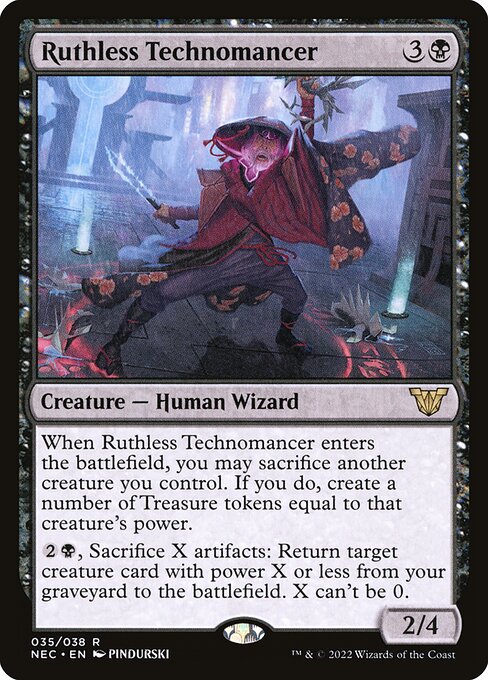 Ruthless Technomancer 3
Creature — Human Wizard
When Ruthless Technomancer enters
the battlefield, you may sacrifice another
creature you control. If you do, create a
number of Treasure tokens equal to that
creature's power.
2, Sacrifice X artifacts: Return target
creature card with power X or less from your
graveyard to the battlefield. X can't be 0.
2/4
035/038 R
NEC • EN PINDURSKI
™ & © 2022 Wizards of the Coast